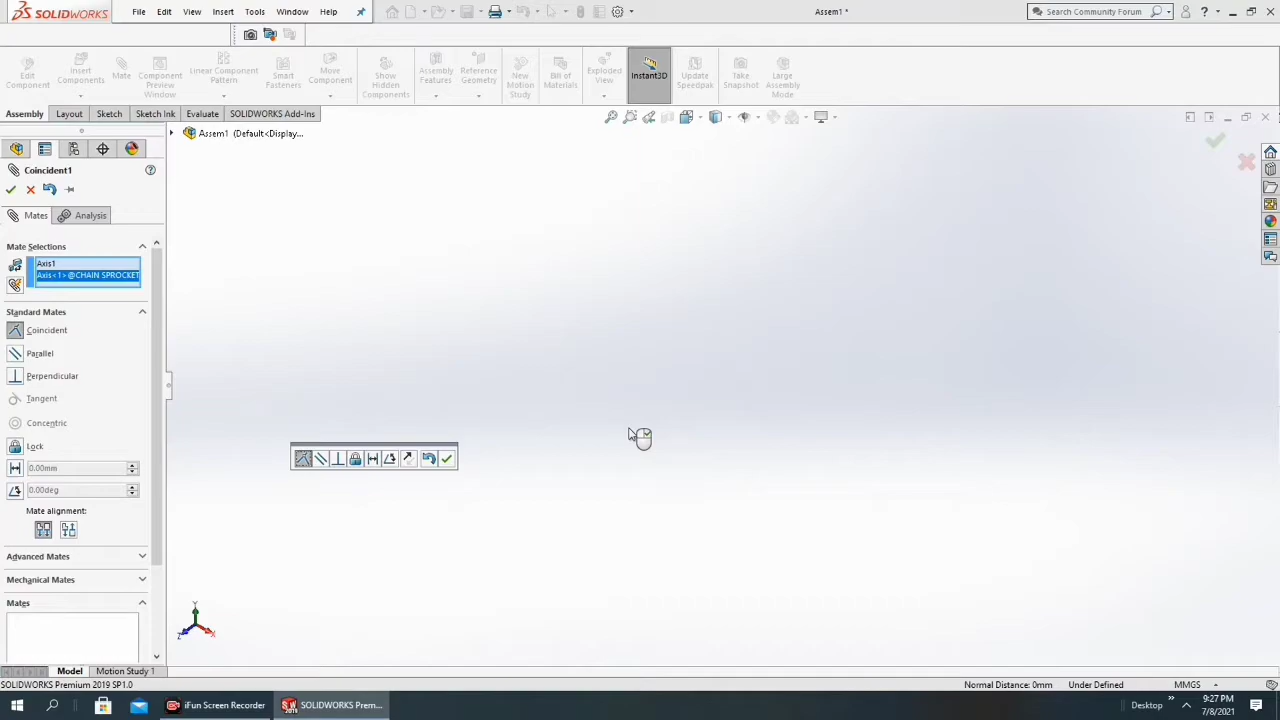 SOLIDWORKS
File
Edit
View
Insert
Tools
Window
Help
Assem1 *
Search Community Forum
?
Edit
Component
Insert
Components
Mate
Component
Preview
Window
Linear Component
Pattern
Smart
Fasteners
Move
Component
Show
Hidden
Components
Assembly
Features
Reference
Geometry
New
Motion
Study
Bill of
Materials
Exploded
View
Instant3D
Update
Speedpak
Take
Snapshot
Large
Assembly
Mode
Assembly
Layout
Sketch
Sketch Ink
Evaluate
SOLIDWORKS Add-Ins
Assem1 (Default<Display...
Coincident1
Mates
Analysis
Mate Selections
Axis1
Axis<1>@CHAIN SPROCKET
Standard Mates
Coincident
Parallel
Perpendicular
Tangent
Concentric
Lock
0.00mm
0.00deg
Mate alignment:
Advanced Mates
Mechanical Mates
Mates
Y
Z
X
Model
Motion Study 1
SOLIDWORKS Premium 2019 SP1.0
Normal Distance: 0mm
Under Defined
MMGS
iFun Screen Recorder
SOLIDWORKS Prem...
Desktop
9:27 PM
7/8/2021